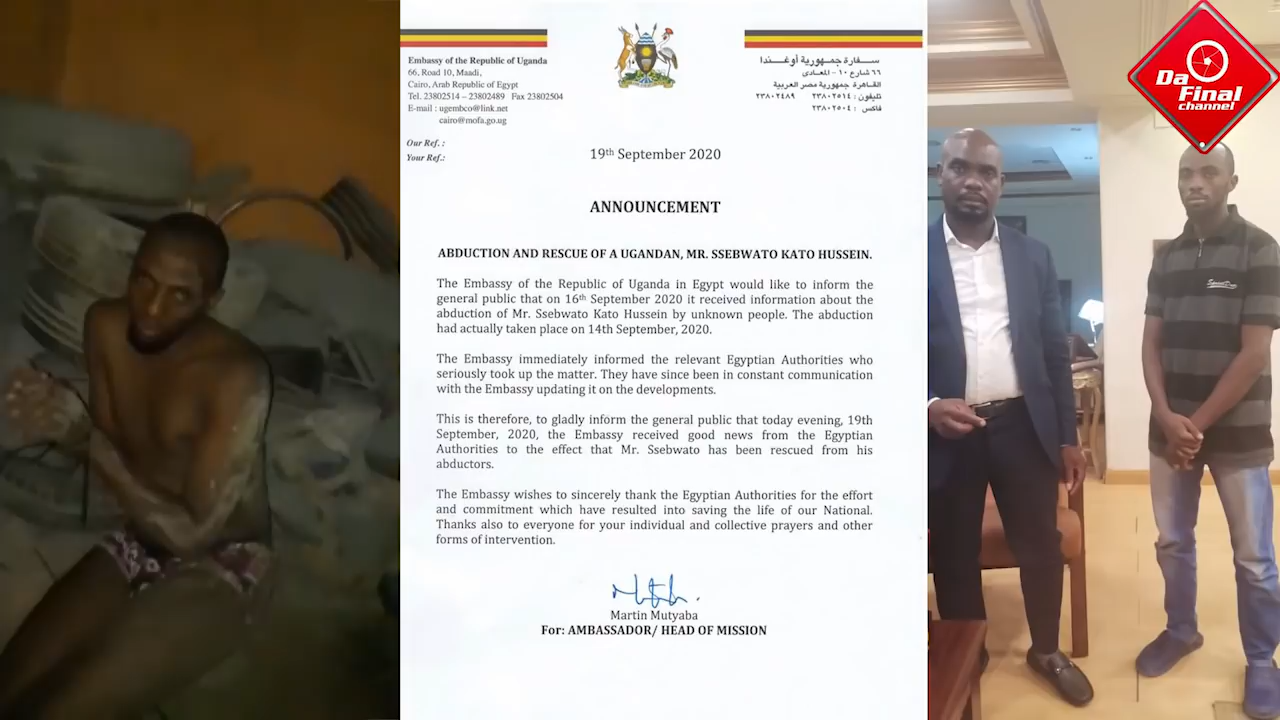 Embassy of the Republic of Uganda
66, Road 10, Maadi,
Cairo, Arab Republic of Egypt
Tel. 23802514 – 23802489 Fax 23802504
E-mail : ugembco@link.net
cairo@mofa.go.ug
سفارة جمهورية أوغندا
٦٦ شارع ١٠ - المعادى
القاهرة جمهورية مصر العربية
تليفون : ٢٣٨٠٢٥١٤ ٢٣٨٠٢٤٨٩
فاكس : ٢٣٨٠٢٥٠٤
Our Ref. :
Your Ref.:
19th September 2020
ANNOUNCEMENT
ABDUCTION AND RESCUE OF A UGANDAN, MR. SSEBWATO KATO HUSSEIN.
The Embassy of the Republic of Uganda in Egypt would like to inform the
general public that on 16th September 2020 it received information about the
abduction of Mr. Ssebwato Kato Hussein by unknown people. The abduction
had actually taken place on 14th September, 2020.
The Embassy immediately informed the relevant Egyptian Authorities who
seriously took up the matter. They have since been in constant communication
with the Embassy updating it on the developments.
This is therefore, to gladly inform the general public that today evening, 19th
September, 2020, the Embassy received good news from the Egyptian
Authorities to the effect that Mr. Ssebwato has been rescued from his
abductors.
The Embassy wishes to sincerely thank the Egyptian Authorities for the effort
and commitment which have resulted into saving the life of our National.
Thanks also to everyone for your individual and collective prayers and other
forms of intervention.
Martin Mutyaba
For: AMBASSADOR/ HEAD OF MISSION
Da
Final
channel